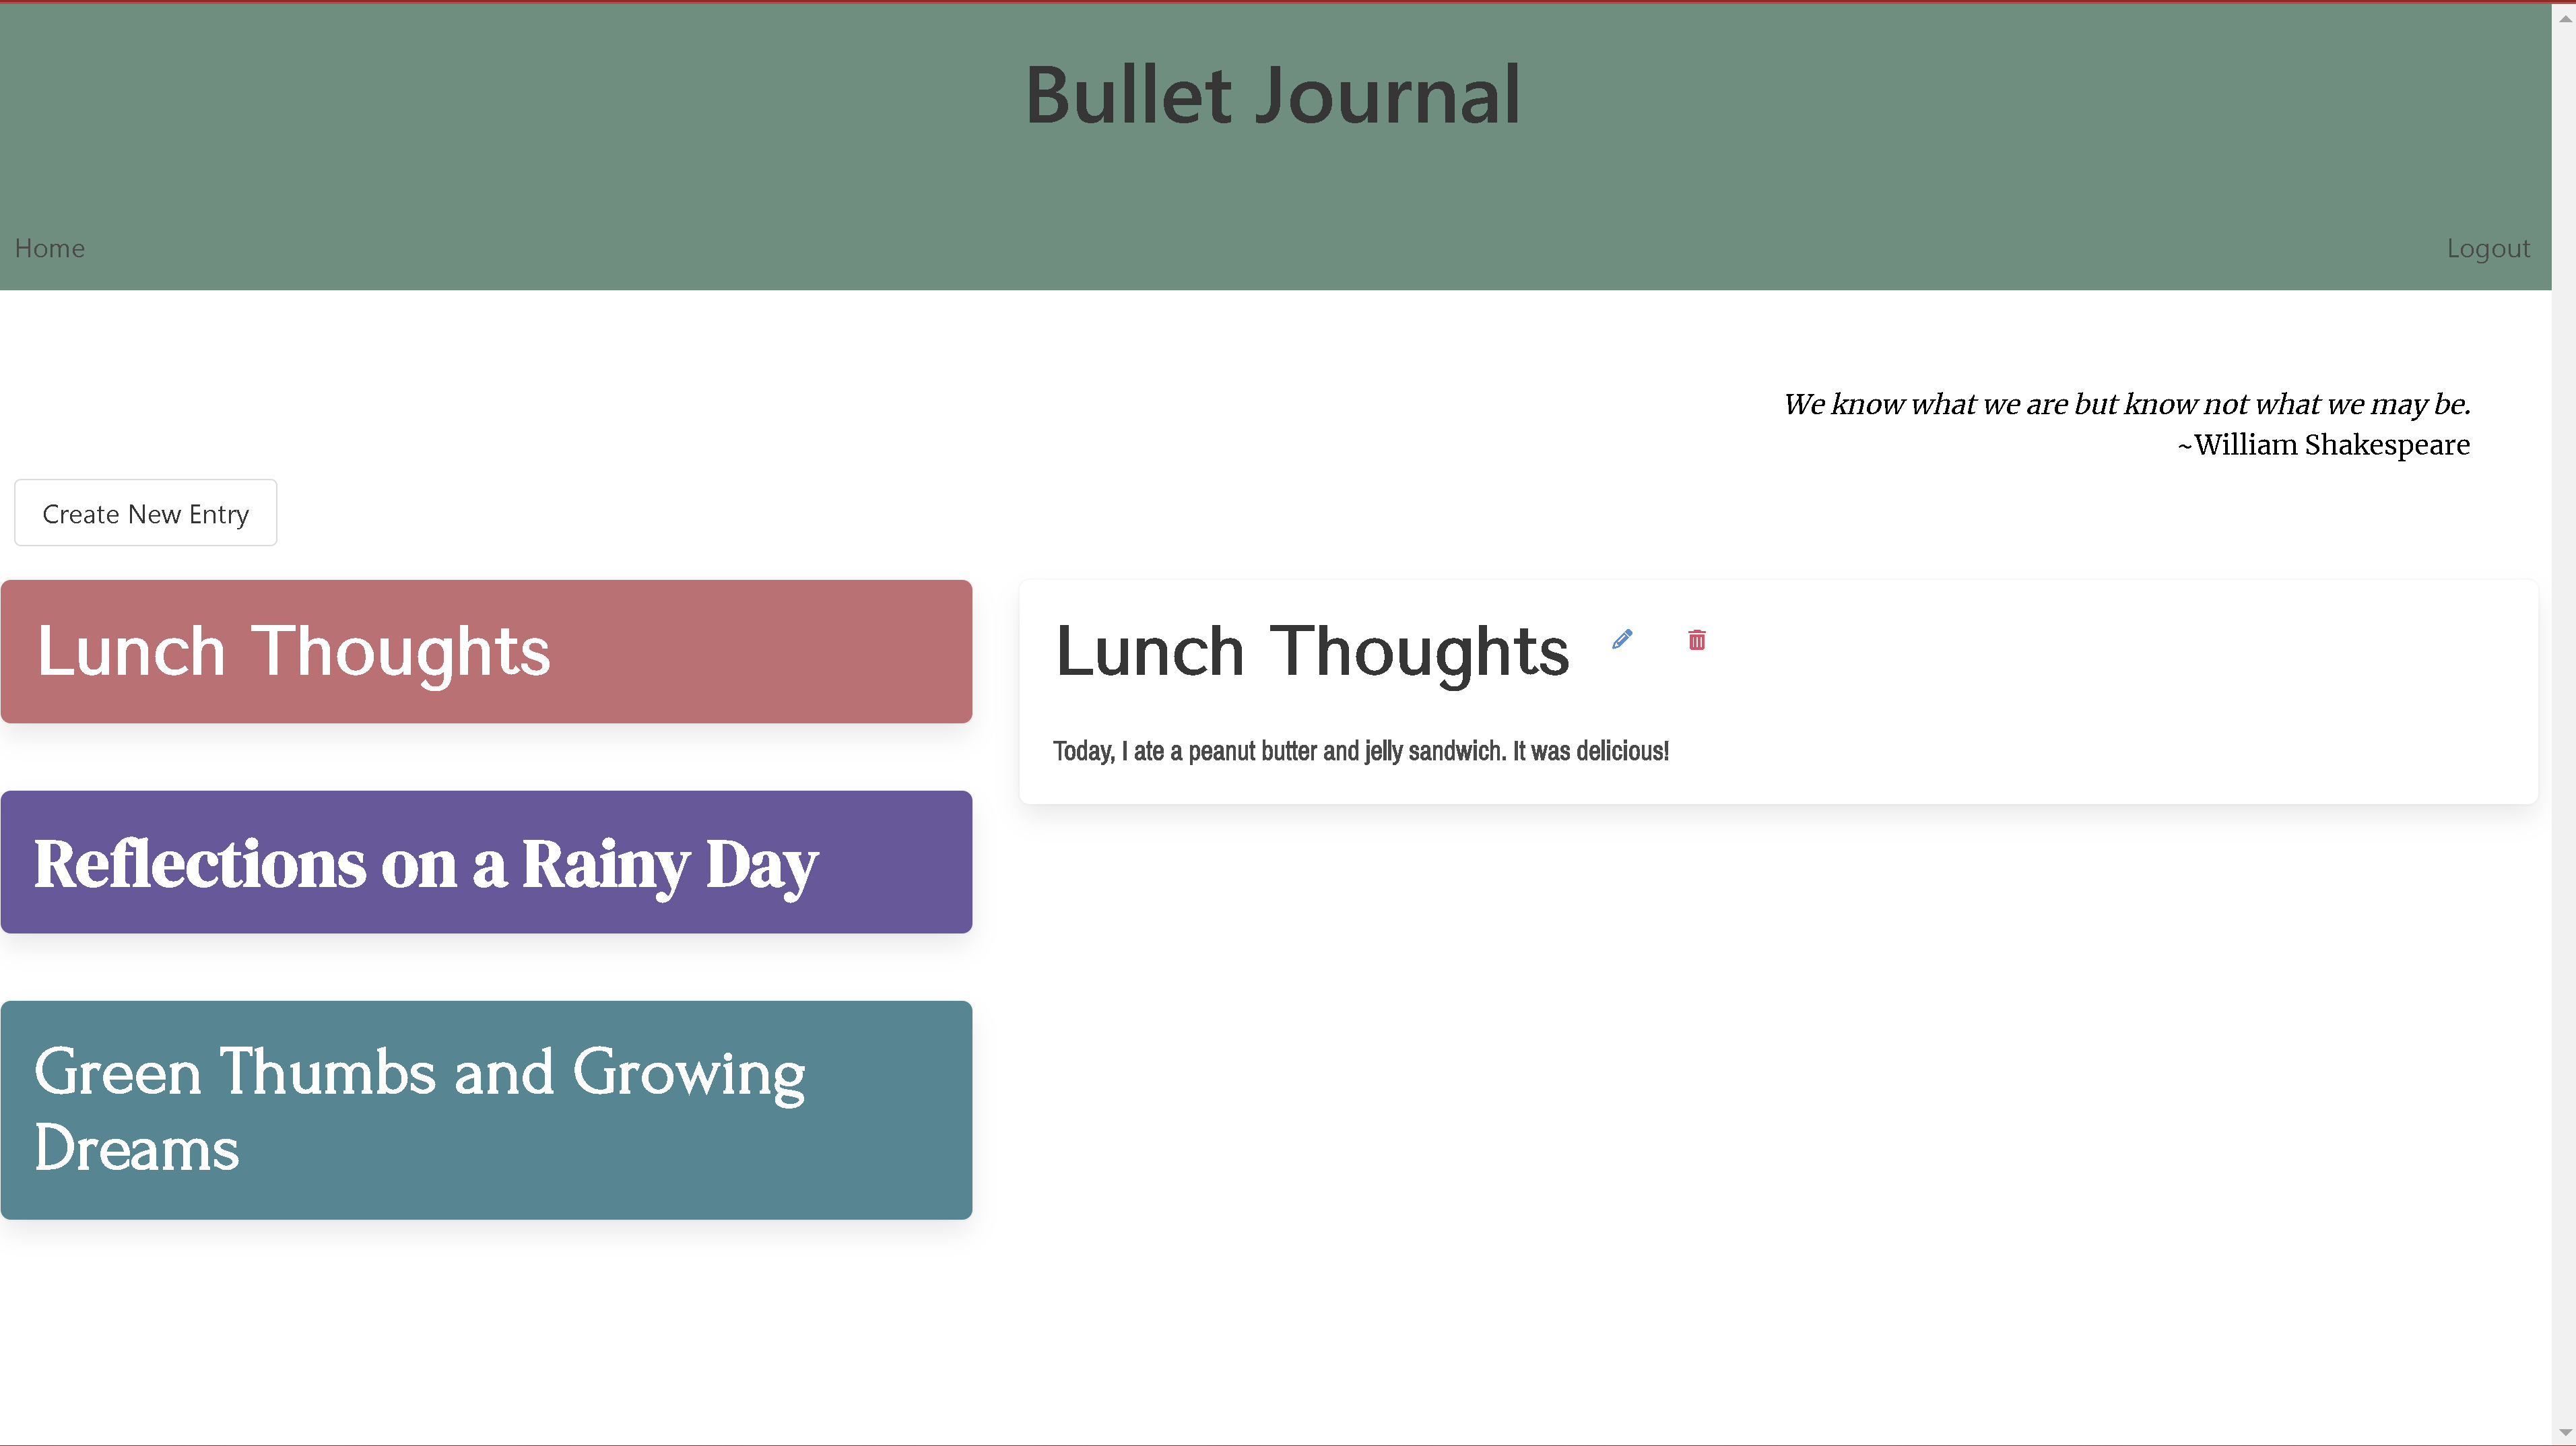 Bullet Journal
Home
Logout
We know what we are but know not what we may be.
~William Shakespeare
Create New Entry
Lunch Thoughts
Reflections on a Rainy Day
Green Thumbs and Growing
Dreams
Lunch Thoughts
Today, I ate a peanut butter and jelly sandwich. It was delicious!